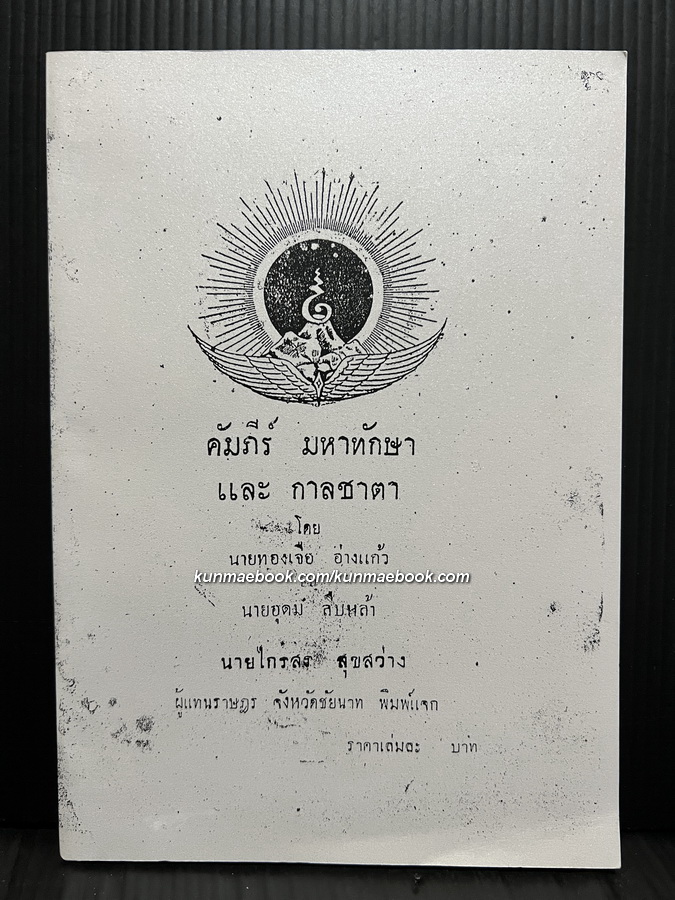 คัมภีร์ มหาทักษา
และ กาลชาตา
โดย
นายทองเจือ อ่างแก้ว
kunmaebook.com/kunmaebook.com
นายอุดม สืบหล้า
นายไกรสร สุขสว่าง
ผู้แทนราษฎร จังหวัดชัยนาท พิมพ์แจก
ราคาเล่มละ บาท